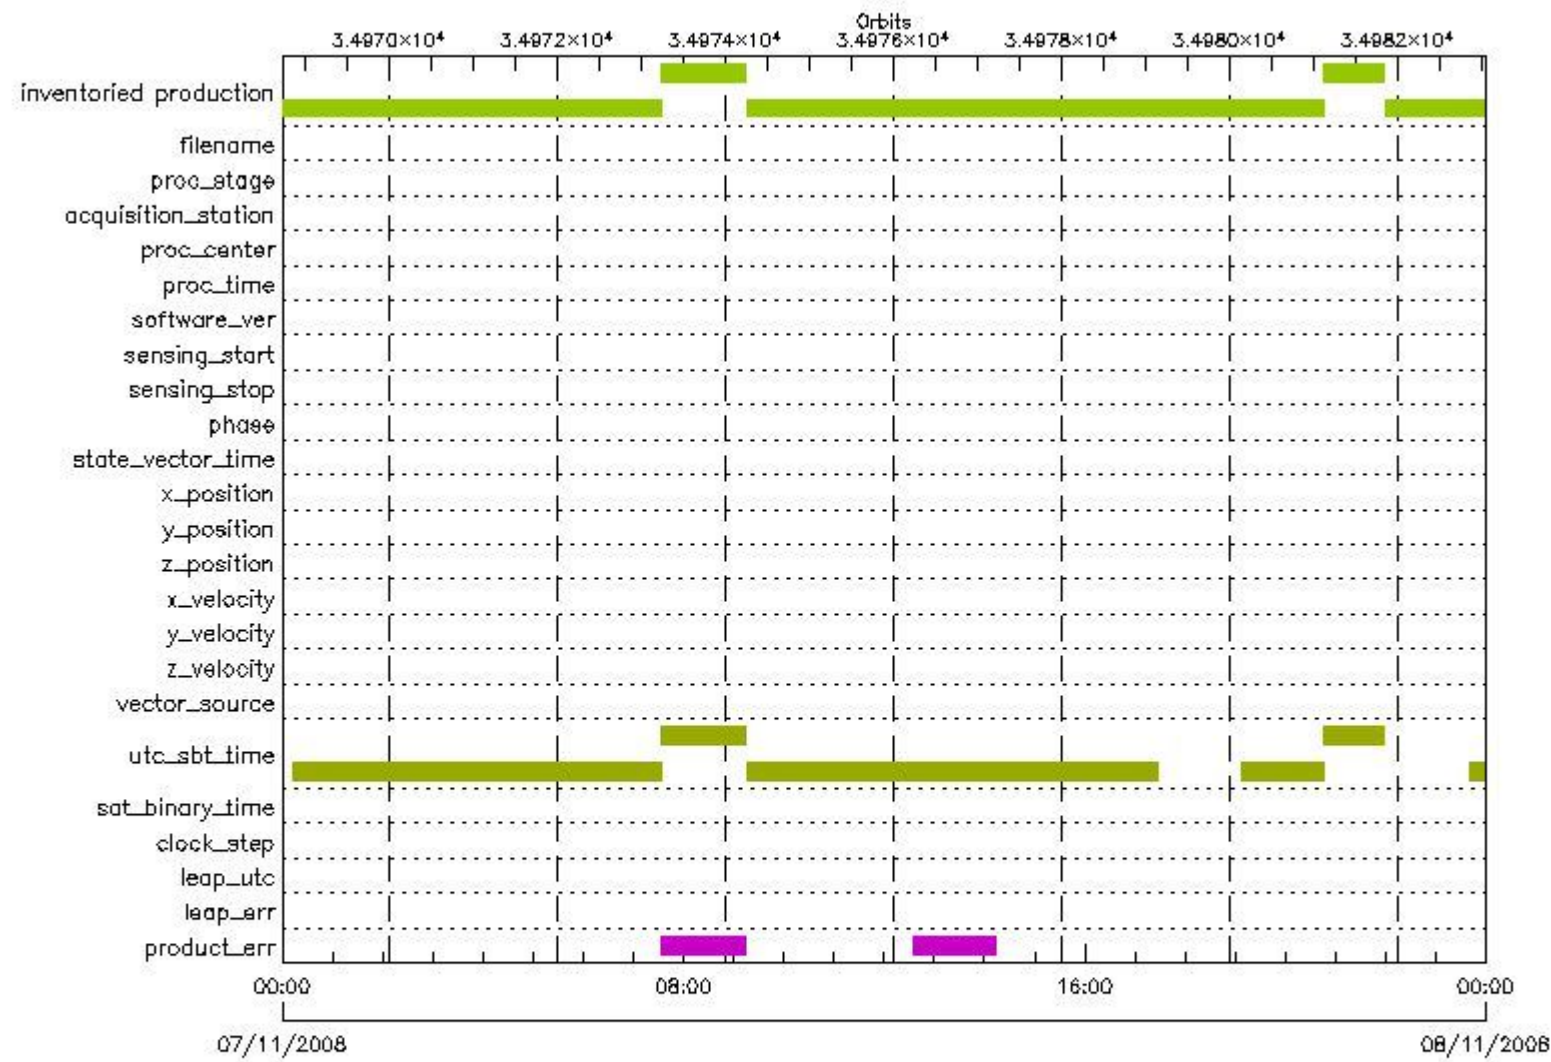 Orbits
3.4970×10⁴ 3.4972×10⁴ 3.4974×10⁴ 3.4976×10⁴ 3.4978×10⁴ 3.4980×10⁴ 3.4982×10⁴
inventoried production
filename
proc_stage
acquisition_station
proc_center
proc_time
software_ver
sensing_start
sensing_stop
phase
state_vector_time
x_position
y_position
z_position
x_velocity
y_velocity
z_velocity
vector_source
utc_sbt_time
sat_binary_time
clock_step
leap_utc
leap_err
product_err
00:00 08:00 16:00 00:00
07/11/2008 08/11/2008